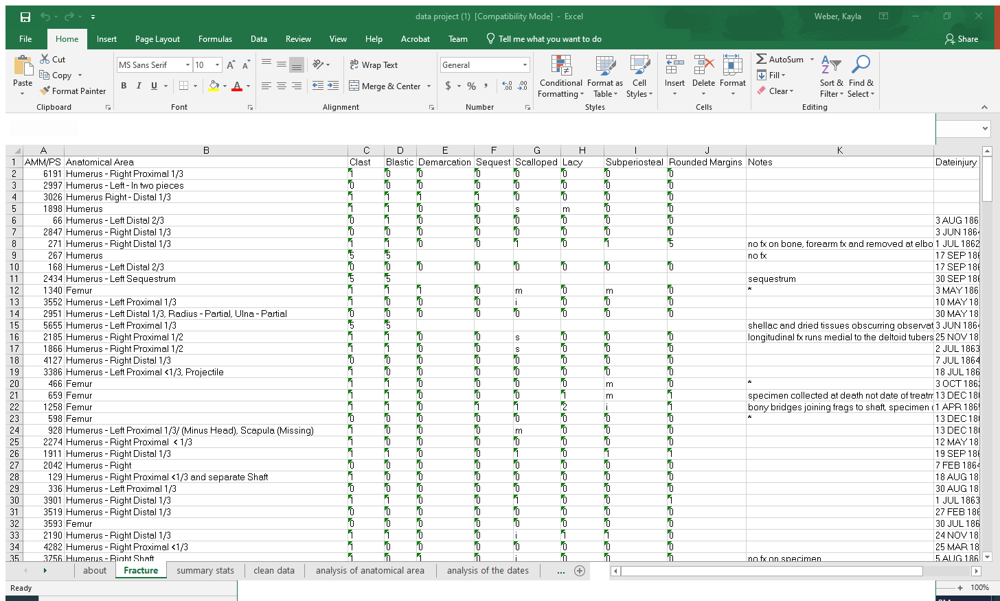 data project (1) [Compatibility Mode] - Excel
Weber, Kayla
File Home Insert Page Layout Formulas Data Review View Help Acrobat Team Tell me what you want to do Share
Cut
Copy
Format Painter
Paste
Clipboard
MS Sans Serif 10
B I U
Font
Wrap Text
Merge & Center
Alignment
General
$ % ,
Number
Conditional Formatting
Format as Table
Cell Styles
Styles
Insert Delete Format
Cells
AutoSum
Fill
Clear
Sort & Filter
Find & Select
Editing
A B C D E F G H I J K
1 AMM/PS Anatomical Area Clast Blastic Demarcation Sequest Scalloped Lacy Subperiosteal Rounded Margins Notes Dateinjury
2 6191 Humerus - Right Proximal 1/3 1 0 0 0 0 0 0 0
3 2997 Humerus - Left - In two pieces 0 0 0 0 0 0 0 0
4 3026 Humerus Right - Distal 1/3 1 1 1 1 0 0 0 0
5 1898 Humerus 1 1 0 0 s m 0 0
6 66 Humerus - Left Distal 2/3 0 1 0 0 0 0 0 0 3 AUG 186
7 2847 Humerus - Right Distal 1/3 0 0 0 0 0 0 0 0 3 JUN 186
8 271 Humerus - Right Distal 1/3 1 1 0 0 1 0 1 5 no fx on bone, forearm fx and removed at elbo 1 JUL 1862
9 267 Humerus 5 5 no fx 17 SEP 18
10 168 Humerus - Left Distal 2/3 0 0 0 0 0 0 0 0 17 SEP 18
11 2434 Humerus - Left Sequestrum 5 5 sequestrum 30 SEP 18
12 1340 Femur 1 1 1 0 m 0 m 0 * 3 MAY 186
13 3552 Humerus - Left Proximal 1/3 1 0 0 0 i 0 0 0 10 MAY 18
14 2951 Humerus - Left Distal 1/3, Radius - Partial, Ulna - Partial 0 0 0 0 0 0 0 0 30 MAY 18
15 5655 Humerus - Left Proximal 1/3 5 5 shellac and dried tissues obscurring observat 3 JUN 186
16 2185 Humerus - Right Proximal 1/2 1 1 0 0 s 0 0 0 longitudinal fx runs medial to the deltoid tubers 25 NOV 18
17 1866 Humerus - Right Proximal 1/2 1 1 0 0 s 0 0 0 2 JUL 1863
18 4127 Humerus - Right Distal 1/3 0 0 0 0 0 0 0 0 7 JUL 1864
19 3386 Humerus - Left Proximal <1/3, Projectile 0 0 0 0 0 0 0 0 18 JUL 186
20 466 Femur 1 1 0 0 0 0 m 0 * 3 OCT 186
21 659 Femur 1 1 0 0 0 1 m 1 specimen collected at death not date of treatm 13 DEC 18
22 1258 Femur 1 1 0 1 1 2 i 1 bony bridges joining frags to shaft, specimen 1 APR 186
23 598 Femur 0 0 0 0 0 0 0 0 * 13 DEC 18
24 928 Humerus - Left Proximal 1/3/ (Minus Head), Scapula (Missing) 1 0 0 0 m 0 0 0 13 DEC 18
25 2274 Humerus - Right Proximal < 1/3 1 0 0 0 0 0 0 0 12 MAY 18
26 1911 Humerus - Right Distal 1/3 1 1 0 0 1 0 1 1 19 SEP 18
27 2042 Humerus - Right 0 0 0 0 0 0 0 0 7 FEB 186
28 129 Humerus - Right Proximal <1/3 and separate Shaft 1 0 0 0 0 0 0 0 18 AUG 18
29 336 Humerus - Left Proximal 1/3 0 0 0 0 0 0 0 0 30 AUG 18
30 3901 Humerus - Right Distal 1/3 1 1 0 0 1 0 0 1 1 JUL 1863
31 3519 Humerus - Right Distal 1/3 0 0 0 0 0 0 0 0 27 FEB 18
32 3593 Femur 0 0 0 0 0 0 0 0 30 JUL 186
33 2190 Humerus - Right Distal 1/3 1 1 0 0 i 1 1 0 24 NOV 18
34 4282 Humerus - Right Proximal <1/3 1 0 0 0 0 0 0 0 25 MAR 18
35 3756 Humerus - Right Shaft 1 0 1 0 i 0 0 0 no fx on specimen 5 AUG 186
about Fracture summary stats clean data analysis of anatomical area analysis of the dates ...
Ready
100%